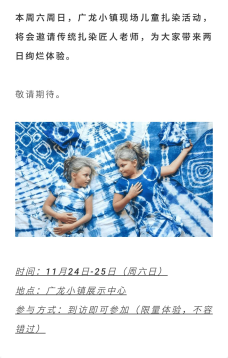 本周六周日，广龙小镇现场儿童扎染活动，
将会邀请传统扎染匠人老师，为大家带来两
日绚烂体验。
敬请期待。
时间：11月24日-25日（周六日）
地点：广龙小镇展示中心
参与方式：到访即可参加（限量体验，不容
错过）